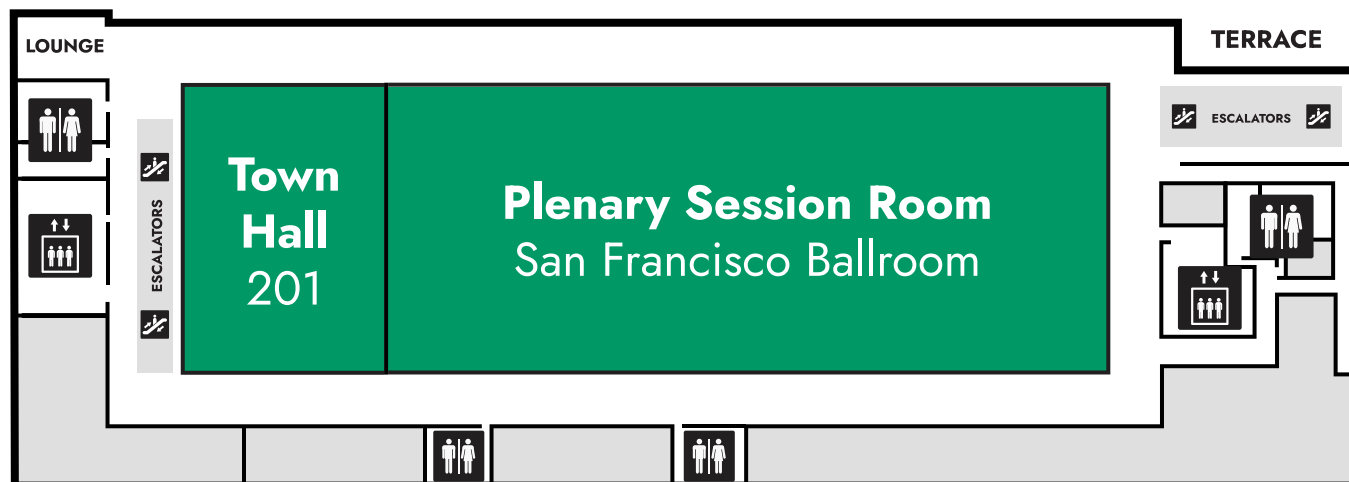 LOUNGE
TERRACE
ESCALATORS
ESCALATORS
Town
Hall
201
Plenary Session Room
San Francisco Ballroom